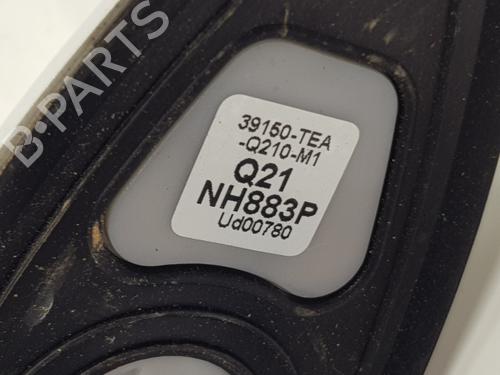 B-PARTS
39150-TEA
-Q210-M1
Q21
NH883P
Ud00780